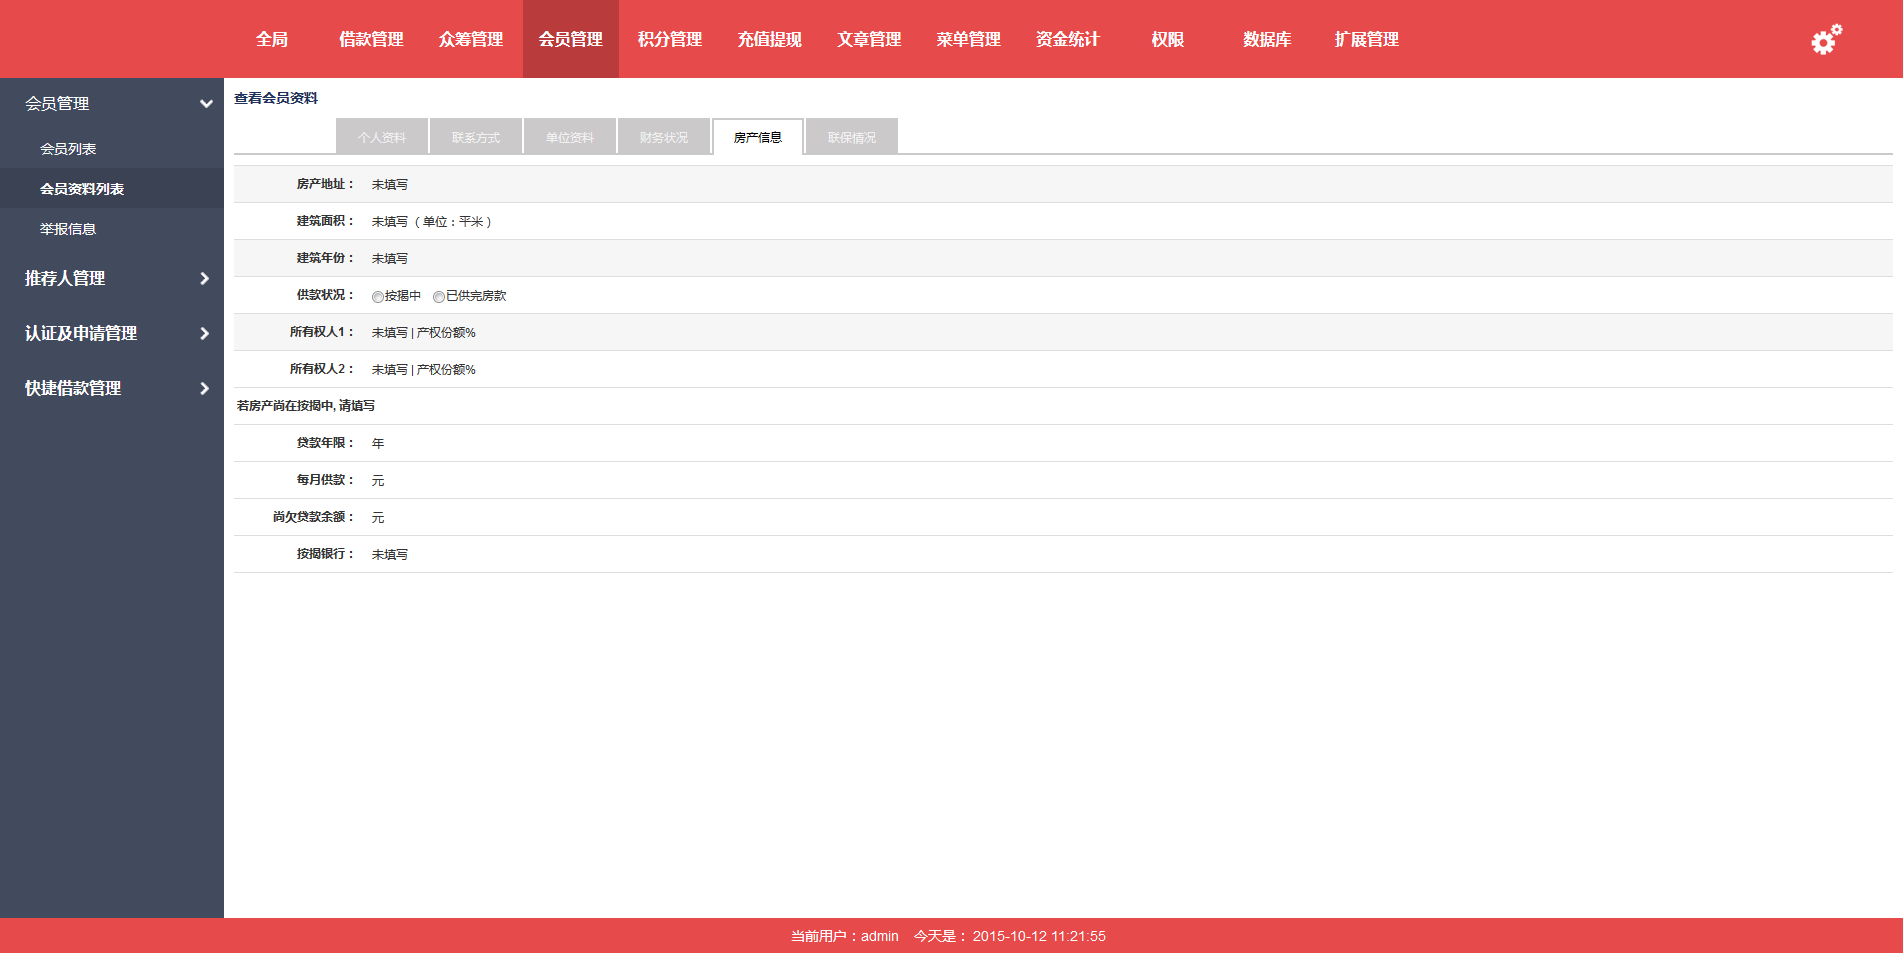 全局 借款管理 众筹管理 会员管理 积分管理 充值提现 文章管理 菜单管理 资金统计 权限 数据库 扩展管理
会员管理
会员列表
会员资料列表
举报信息
推荐人管理
认证及申请管理
快捷借款管理
查看会员资料
个人资料 联系方式 单位资料 财务状况 房产信息 联保情况
房产地址： 未填写
建筑面积： 未填写（单位：平米）
建筑年份： 未填写
供款状况： 按揭中 已供完房款
所有权人1： 未填写 | 产权份额%
所有权人2： 未填写 | 产权份额%
若房产尚在按揭中, 请填写
贷款年限： 年
每月供款： 元
尚欠贷款余额： 元
按揭银行： 未填写
当前用户：admin 今天是： 2015-10-12 11:21:55